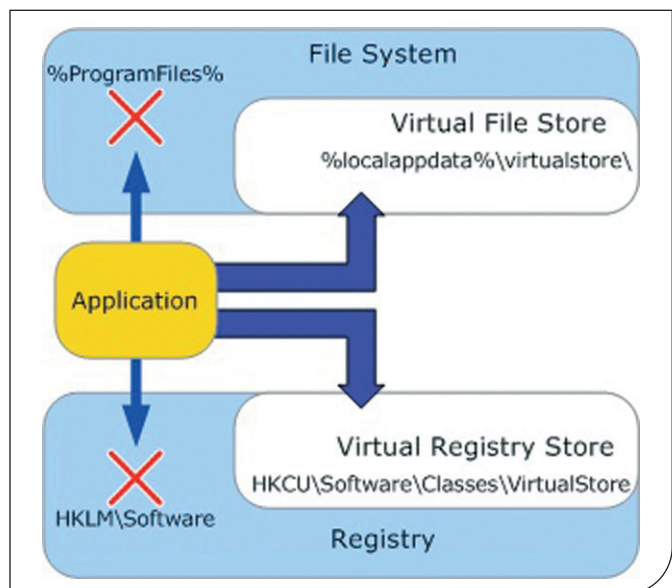 File System
%ProgramFiles%
Virtual File Store
%localappdata%\virtualstore\
Application
Virtual Registry Store
HKCU\Software\Classes\VirtualStore
HKLM\Software
Registry